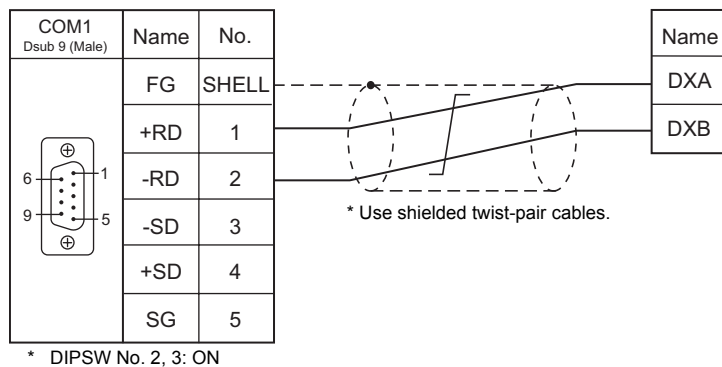 COM1
Dsub 9 (Male)
Name No.
FG SHELL
+RD 1
-RD 2
-SD 3
+SD 4
SG 5
6 1
9 5
Name
DXA
DXB
* Use shielded twist-pair cables.
* DIPSW No. 2, 3: ON